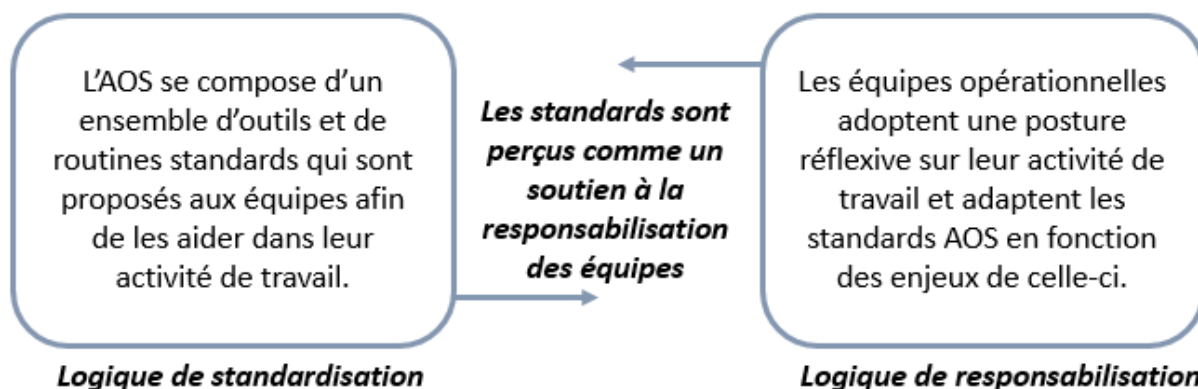 L'AOS se compose d'un
ensemble d'outils et de
routines standards qui sont
proposés aux équipes afin
de les aider dans leur
activité de travail.
Logique de standardisation
Les standards sont
perçus comme un
soutien à la
responsabilisation
des équipes
Les équipes opérationnelles
adoptent une posture
réflexive sur leur activité de
travail et adaptent les
standards AOS en fonction
des enjeux de celle-ci.
Logique de responsabilisation